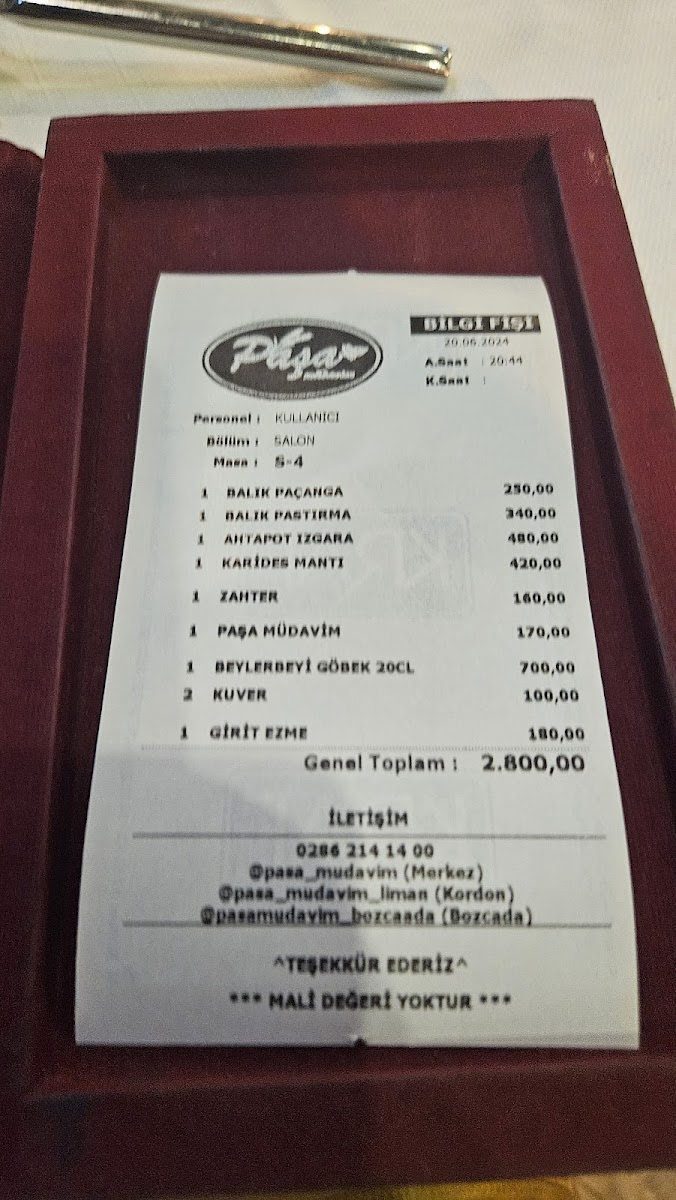 Paşa
BİLGİ FİŞİ
20.06.2024
A.Saat : 20:44
K.Saat :
Personel : KULLANICI
Bölüm : SALON
Masa : S-4
1 BALIK PAÇANGA 250,00
1 BALIK PASTIRMA 340,00
1 AHTAPOT IZGARA 480,00
1 KARİDES MANTI 420,00
1 ZAHTER 160,00
1 PAŞA MÜDAVİM 170,00
1 BEYLERBEYİ GÖBEK 20CL 700,00
2 KUVER 100,00
1 GİRİT EZME 180,00
Genel Toplam : 2.800,00
İLETİŞİM
0286 214 14 00
@pasa_mudavim (Merkez)
@pasa_mudavim_liman (Kordon)
@pasamudavim_bozcaada (Bozcada)
^TEŞEKKÜR EDERİZ^
*** MALİ DEĞERİ YOKTUR ***